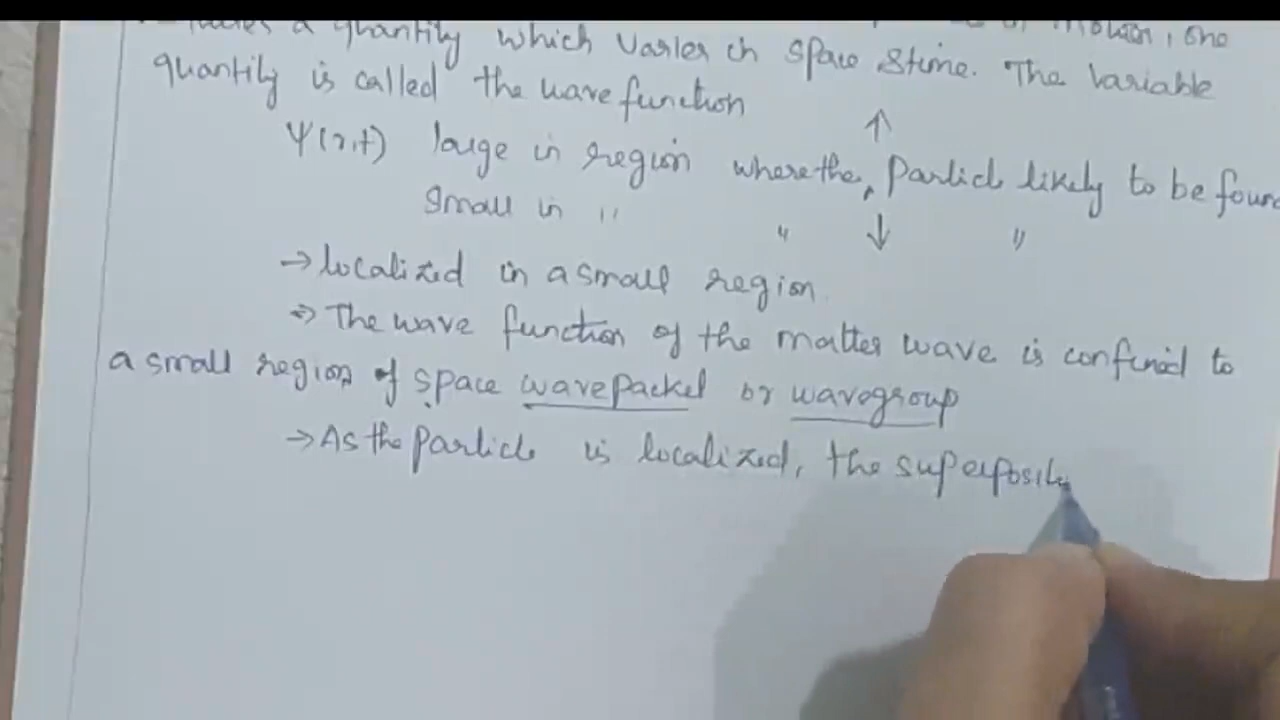 a quantity which varies in space & time. The variable
quantity is called the wave function
↑
ψ(r,t) large in region where the, particle likely to be found
small in " " ↓ "
→ localized in a small region.
→ The wave function of the matter wave is confined to
a small region of space wavepacket or wavegroup
→ As the particle is localized, the superposit